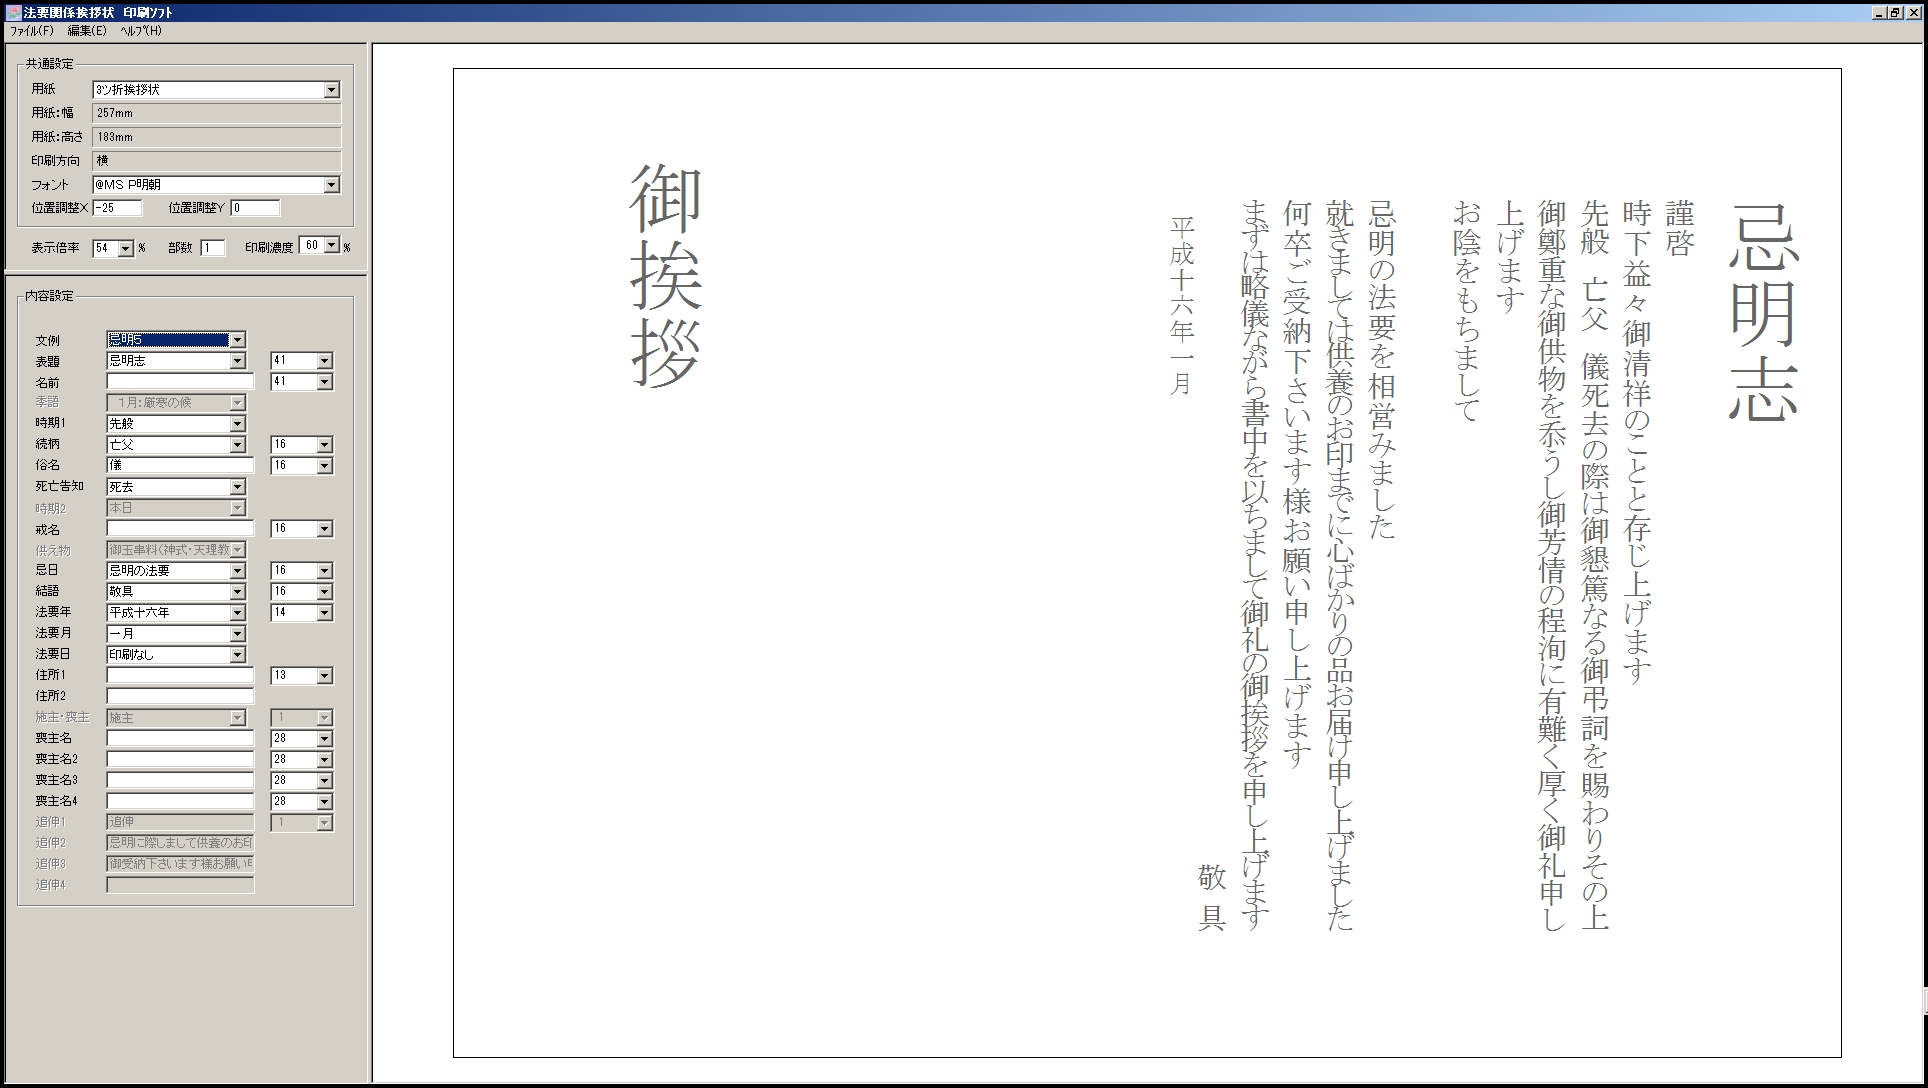 法要関係挨拶状 印刷ソフト
ファイル(F) 編集(E) ヘルプ(H)
共通設定
用紙 3ツ折挨拶状
用紙:幅 257mm
用紙:高さ 183mm
印刷方向 横
フォント @MS P明朝
位置調整X -25 位置調整Y 0
表示倍率 54 % 部数 1 印刷濃度 60 %
内容設定
文例 忌明5
表題 忌明志 41
名前 41
季語 1月:厳寒の候
時期1 先般
続柄 亡父 16
俗名 儀 16
死亡告知 死去
時期2 本日
戒名 16
供え物 御玉串料(神式・天理教
忌日 忌明の法要 16
結語 敬具 16
法要年 平成十六年 14
法要月 一月
法要日 印刷なし
住所1 13
住所2
施主・喪主 施主 1
喪主名 28
喪主名2 28
喪主名3 28
喪主名4 28
追伸1 追伸 1
追伸2 忌明に際しまして供養のお印
追伸3 御受納下さいます様お願い申
追伸4
忌明志
謹啓
時下益々御清祥のことと存じ上げます
先般 亡父 儀死去の際は御懇篤なる御弔詞を賜わりその上
御鄭重な御供物を忝うし御芳情の程洵に有難く厚く御礼申し
上げます
お陰をもちまして
忌明の法要を相営みました
就きましては供養のお印までに心ばかりの品お届け申し上げました
何卒ご受納下さいます様お願い申し上げます
まずは略儀ながら書中を以ちまして御礼の御挨拶を申し上げます
敬具
平成十六年一月
御挨拶